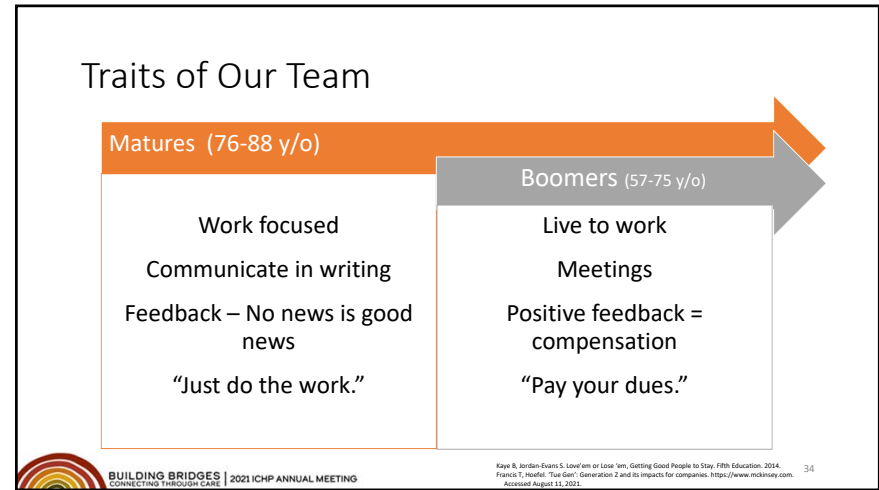 Traits of Our Team
Matures (76-88 y/o)
Boomers (57-75 y/o)
Work focused
Communicate in writing
Feedback – No news is good
news
“Just do the work.”
Live to work
Meetings
Positive feedback =
compensation
“Pay your dues.”
BUILDING BRIDGES | 2021 ICHP ANNUAL MEETING
CONNECTING THROUGH CARE
Kaye B, Jordan-Evans S. Love'em or Lose 'em, Getting Good People to Stay. Fifth Education. 2014.
Francis T, Hoefel. 'Tue Gen': Generation Z and its impacts for companies. https://www.mckinsey.com.
Accessed August 11, 2021.
34